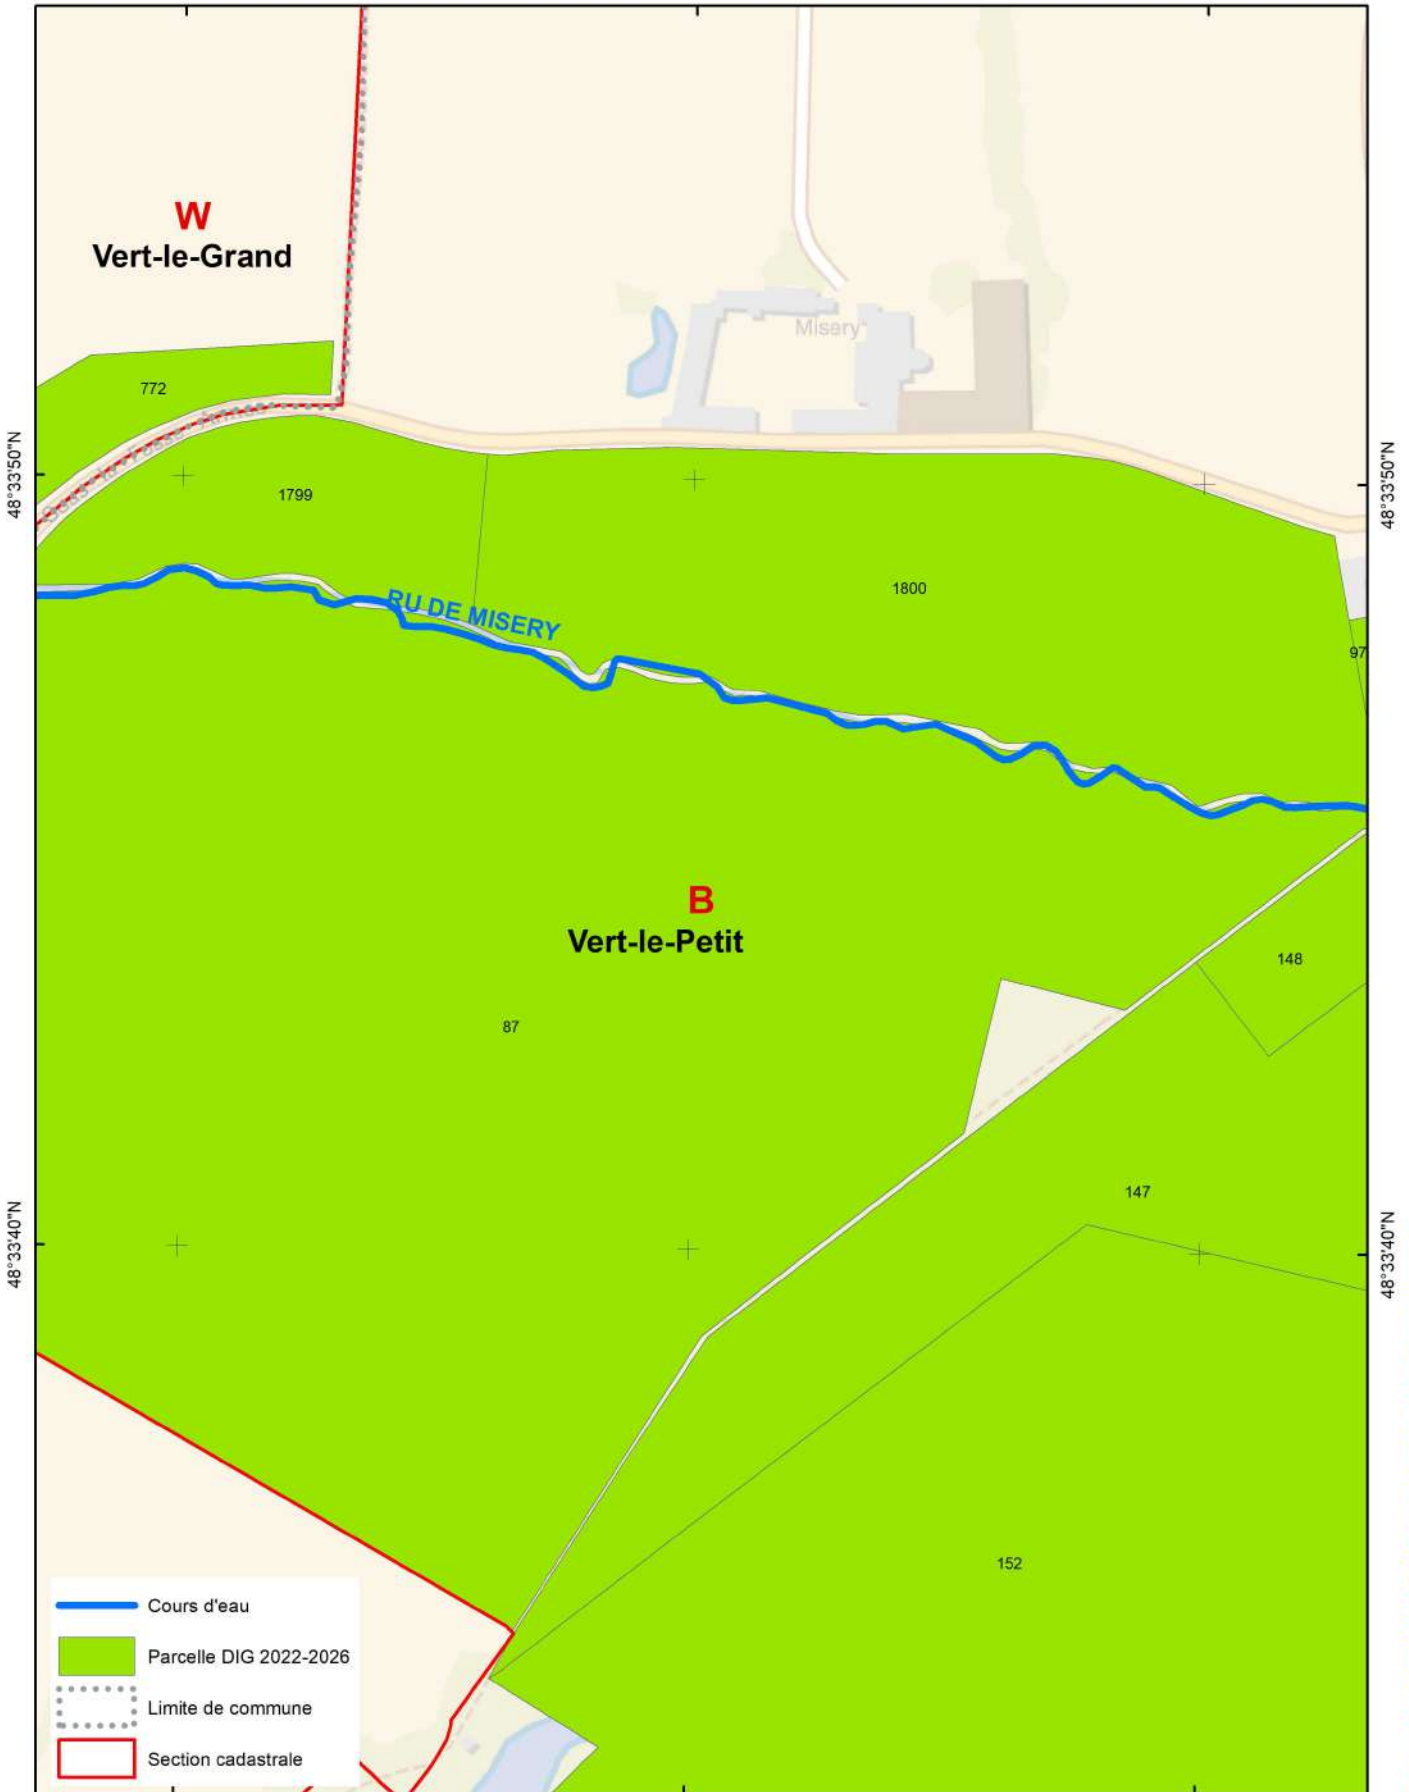 W
Vert-le-Grand
Misery
772
48°33'50"N
48°33'50"N
1799
1800
RU DE MISERY
97
B
Vert-le-Petit
148
87
147
48°33'40"N
48°33'40"N
152
Cours d'eau
Parcelle DIG 2022-2026
Limite de commune
Section cadastrale